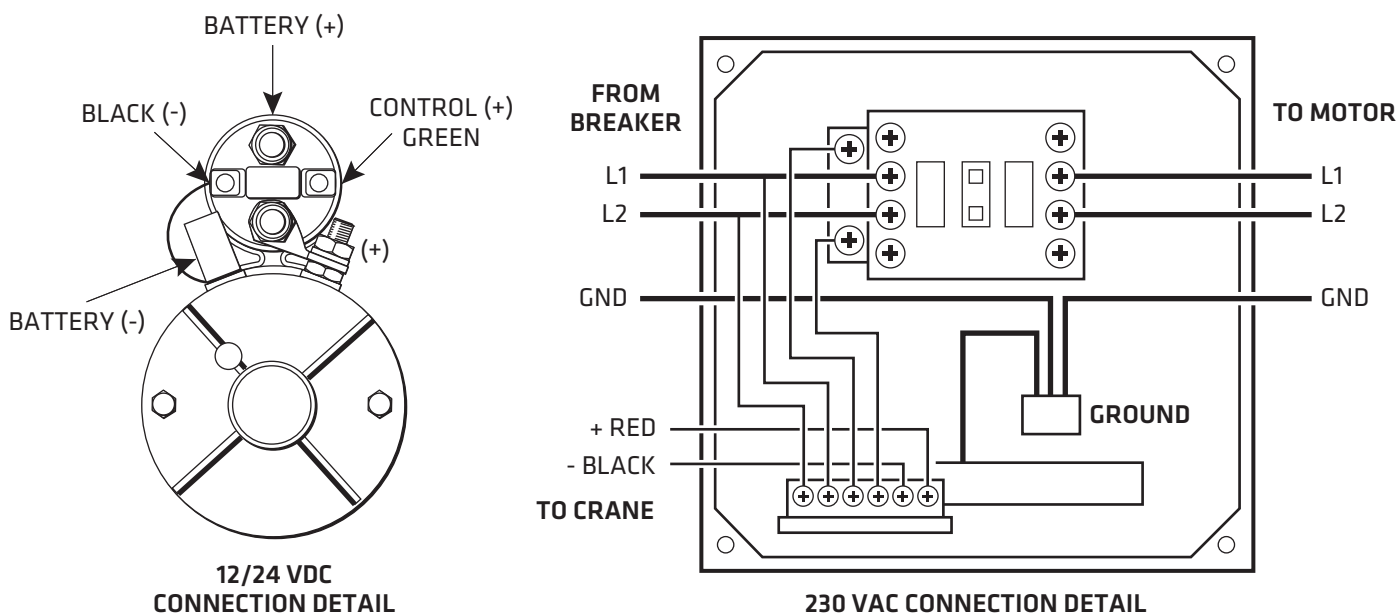 BATTERY (+)
BLACK (-)
CONTROL (+)
GREEN
(+)
BATTERY (-)
12/24 VDC
CONNECTION DETAIL
FROM
BREAKER
TO MOTOR
L1
L1
L2
L2
GND
GND
GROUND
+ RED
- BLACK
TO CRANE
230 VAC CONNECTION DETAIL